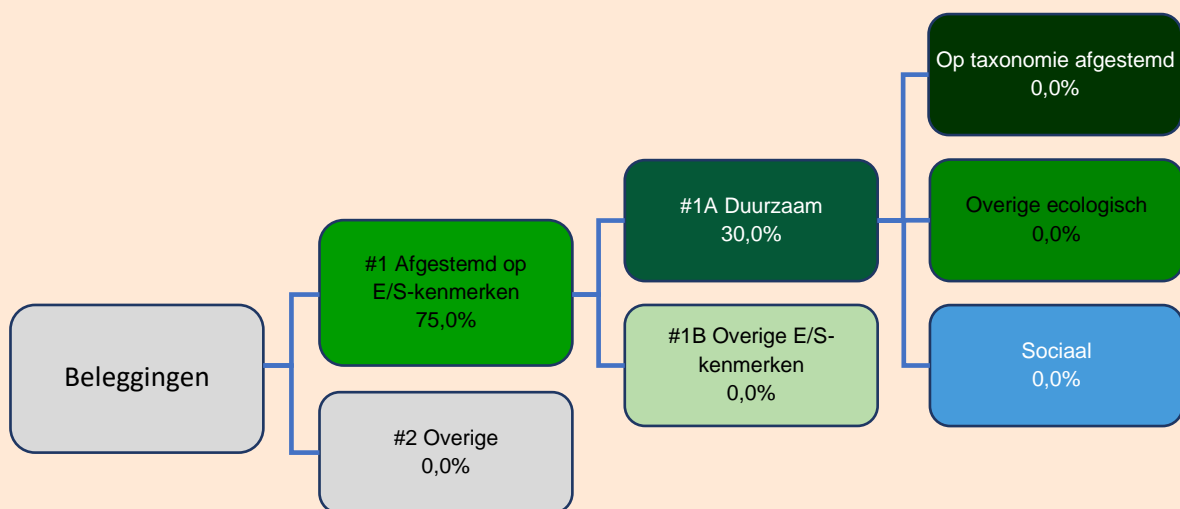 Beleggingen
#1 Afgestemd op
E/S-kenmerken
75,0%
#2 Overige
0,0%
#1A Duurzaam
30,0%
#1B Overige E/S-
kenmerken
0,0%
Op taxonomie afgestemd
0,0%
Overige ecologisch
0,0%
Sociaal
0,0%